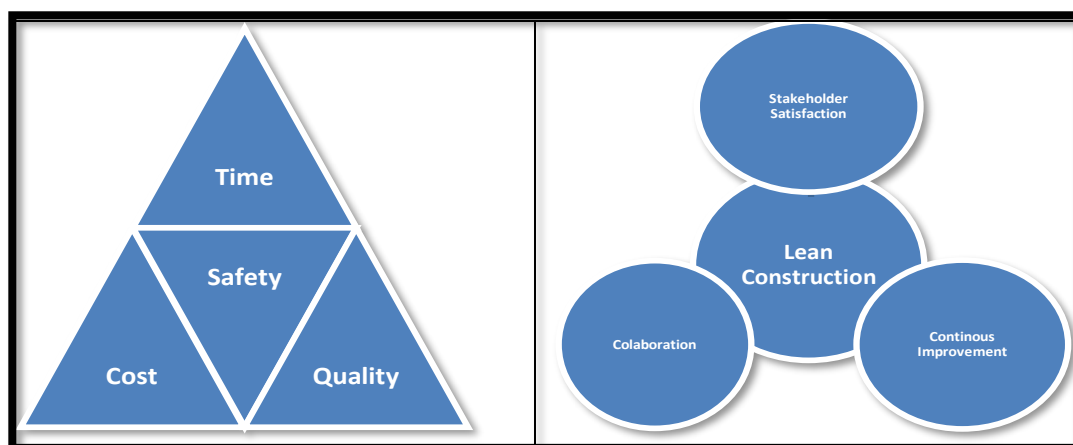 Time
Safety
Cost
Quality
Stakeholder
Satisfaction
Lean
Construction
Colaboration
Continous
Improvement